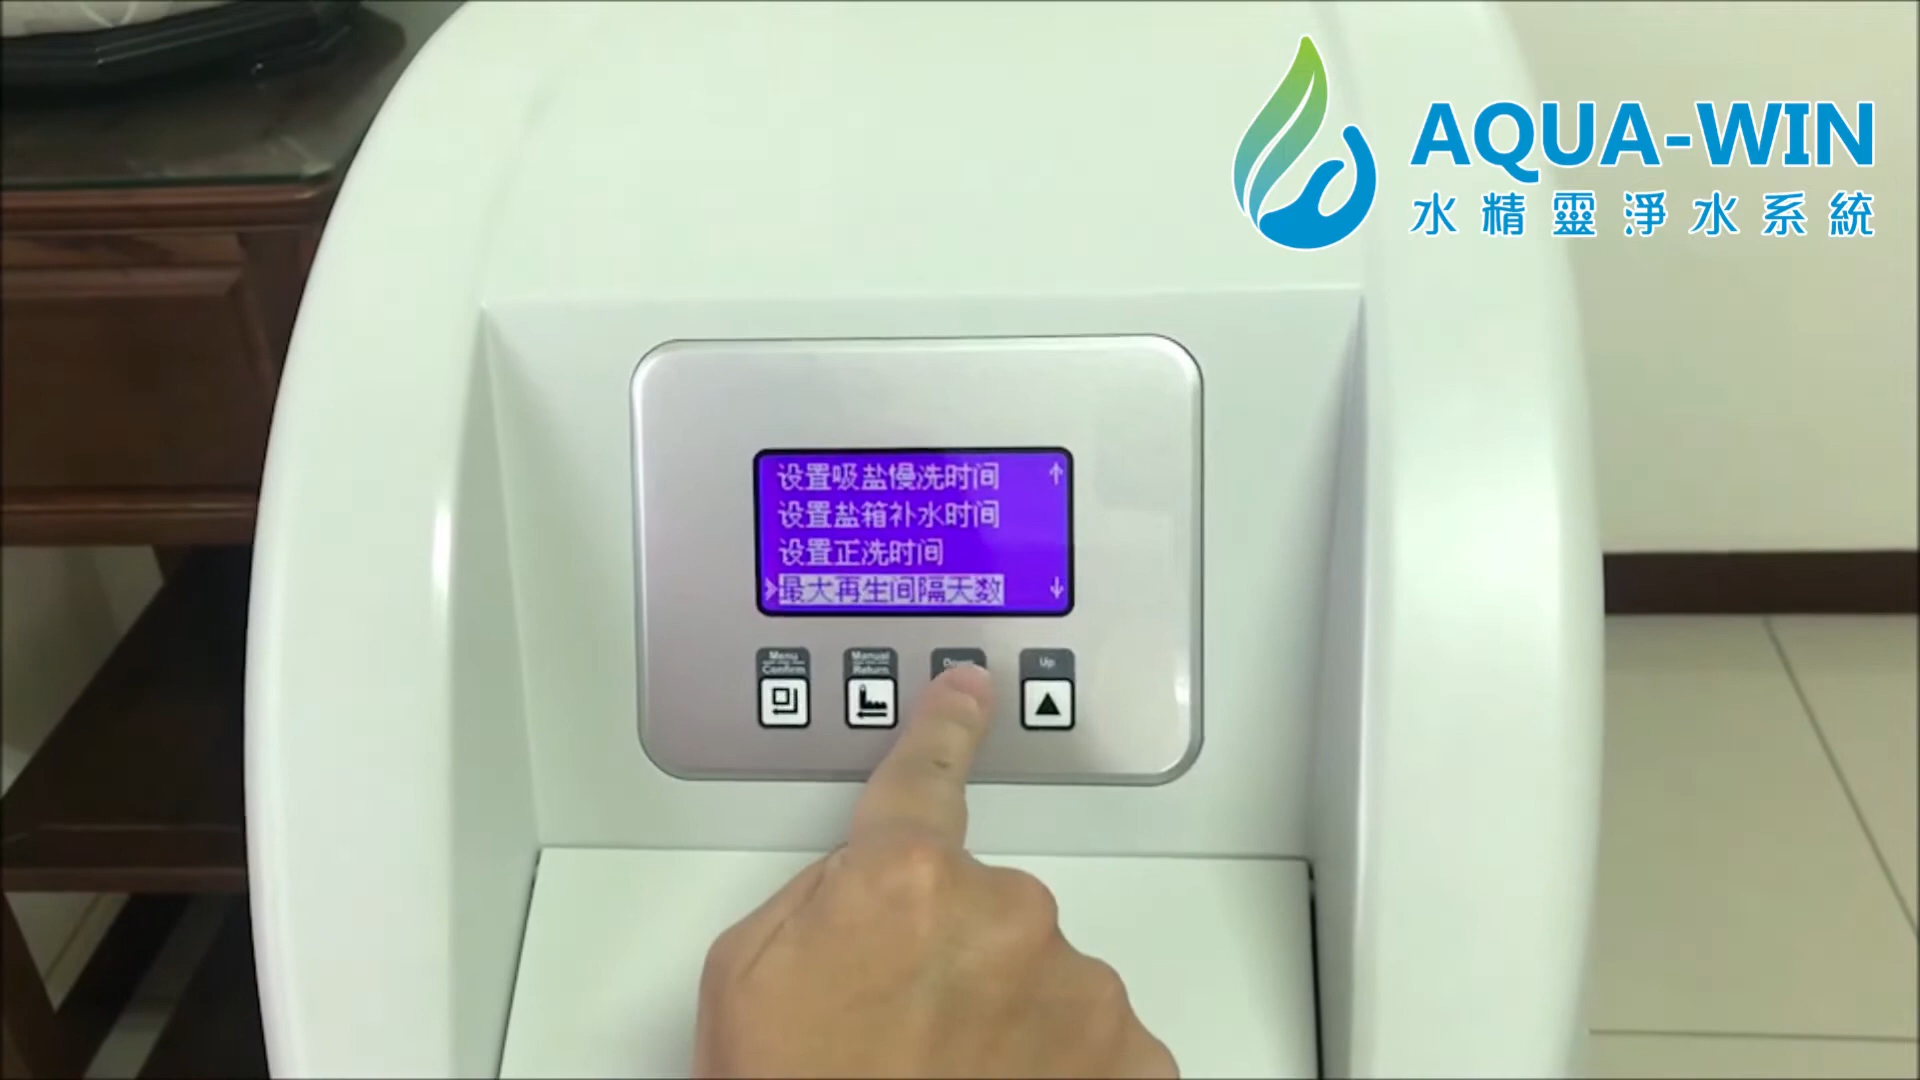 AQUA-WIN
水精靈淨水系統
设置吸盐慢洗时间 ↑
设置盐箱补水时间
设置正洗时间
最大再生间隔天数 ↓
Menu
Confirm
Manual
Return
Down
Up